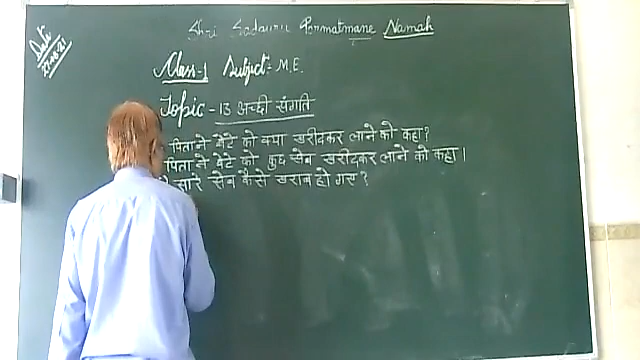 Shri Sadguru Parmatmane Namah
Date
Class-1 Subject:- M.E.
Topic - 13 अच्छी संगति
पिता ने बेटे को क्या खरीदकर लाने को कहा?
पिता ने बेटे को कुछ सेब खरीदकर लाने को कहा।
सारे सेब कैसे खराब हो गए?